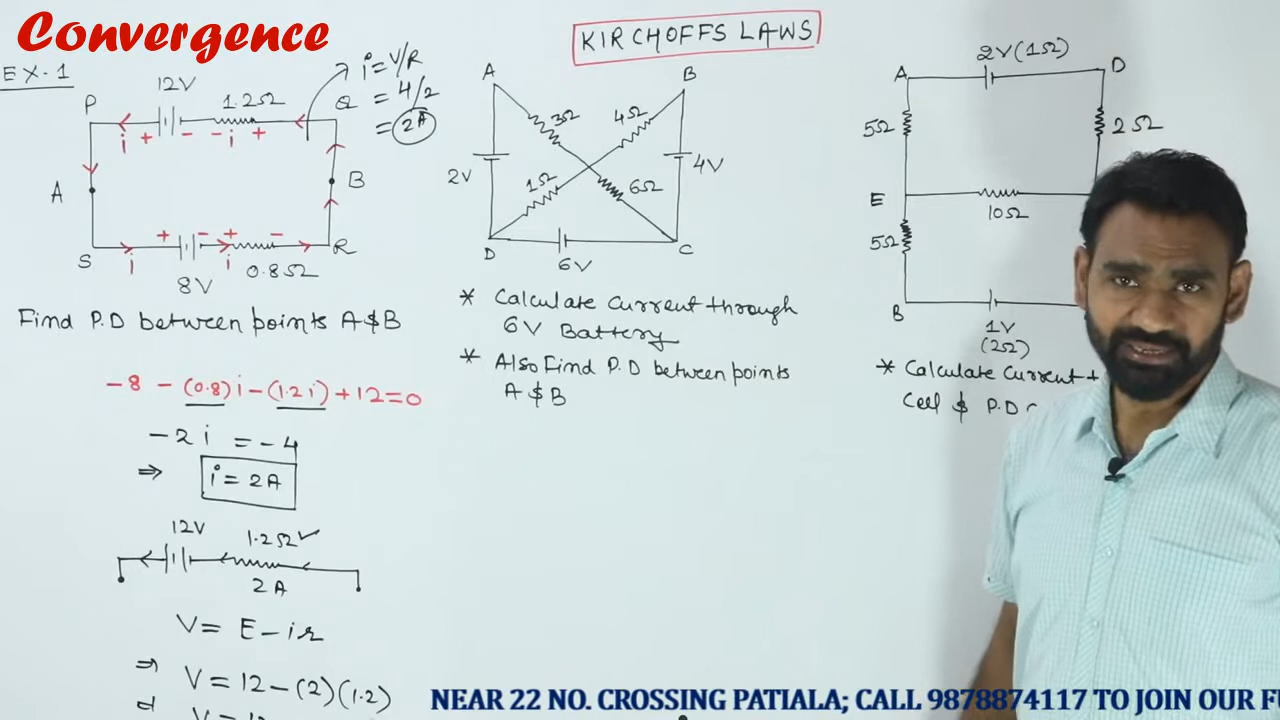 Convergence
KIRCHOFFS LAWS
EX-1
12V
1.2Ω
P
Q
i = V/R
= 4/2
= 2A
i + - - i +
A
B
S
R
+ - + -
i
i
8V
0.8Ω
Find P.D between points A & B
-8 - (0.8)i - (1.2i) + 12 = 0
-2i = -4
⇒ i = 2A
12V
1.2Ω ✓
2A
V = E - ir
⇒ V = 12 - (2)(1.2)
A
B
3Ω
4Ω
2V
4V
1Ω
6Ω
D
C
6V
* Calculate Current through
6V Battery
* Also Find P.D between points
A & B
2V (1Ω)
A
D
5Ω
2Ω
E
10Ω
5Ω
B
1V
(2Ω)
* Calculate Current
Cell & P.D
NEAR 22 NO. CROSSING PATIALA; CALL 9878874117 TO JOIN OUR